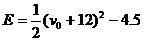 E = 1/2 (v₀ + 12)² − 4.5